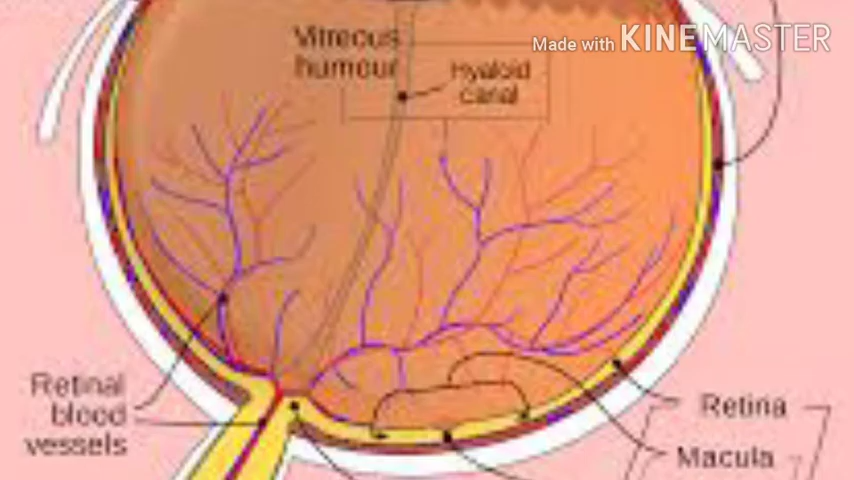 Vitreous
humour
Made with KINEMASTER
Hyaloid
canal
Retinal
blood
vessels
Retina
Macula